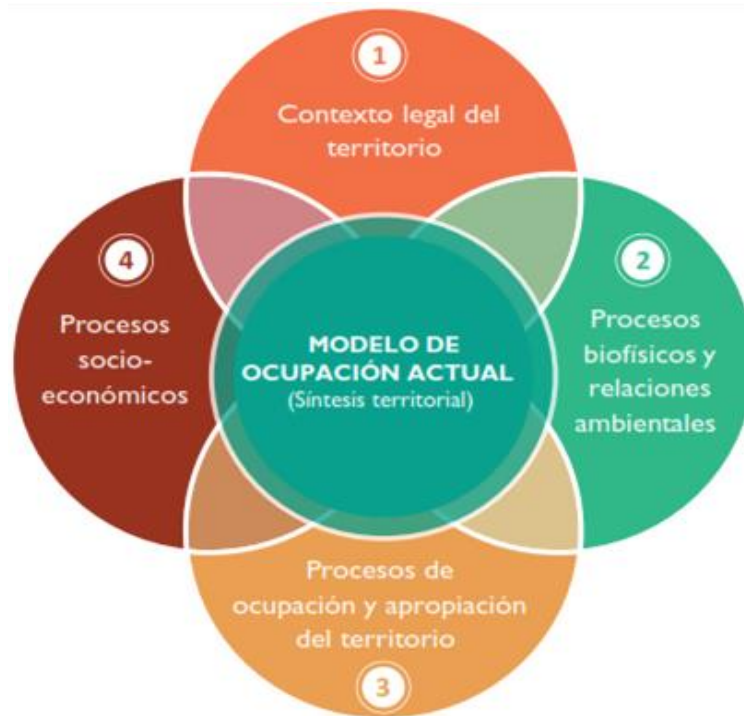 1
Contexto legal del
territorio
4
Procesos
socio-
económicos
2
Procesos
biofísicos y
relaciones
ambientales
MODELO DE
OCUPACIÓN ACTUAL
(Síntesis territorial)
Procesos de
ocupación y apropiación
del territorio
3